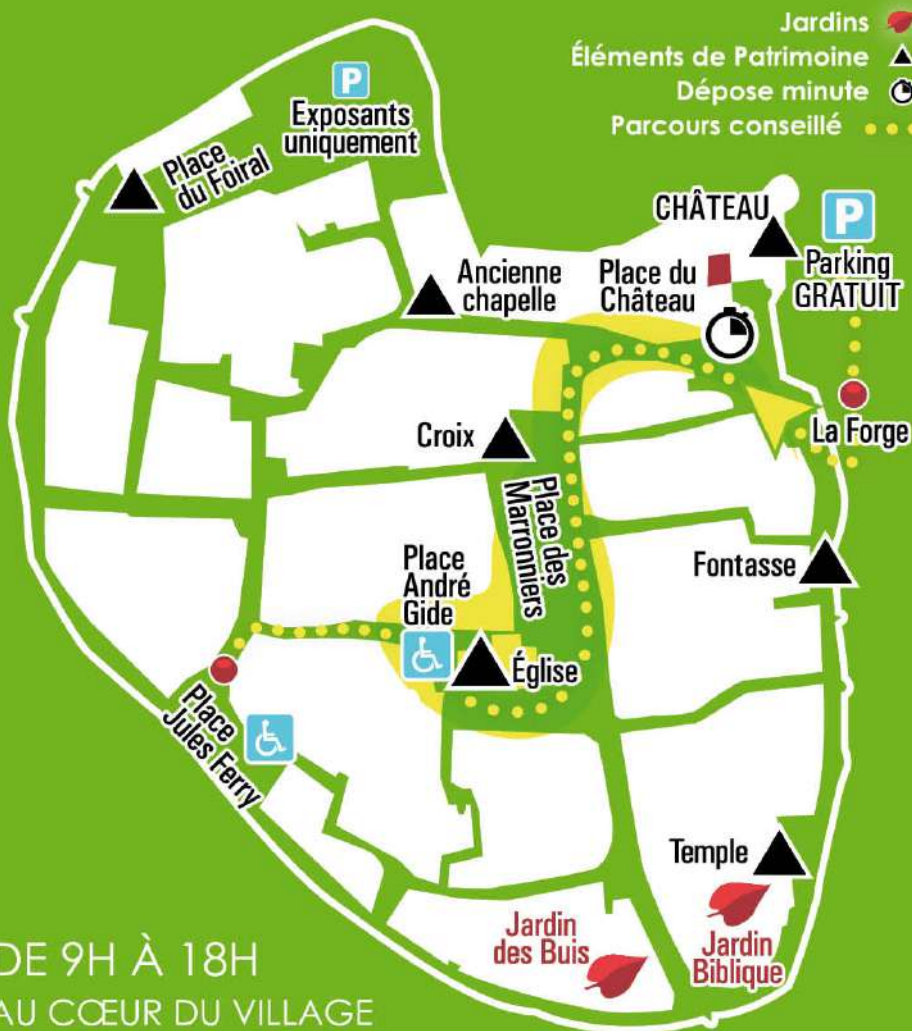 Jardins
Éléments de Patrimoine
Dépose minute
Parcours conseillé
P
Exposants
uniquement
Place
du Foiral
CHÂTEAU
P
Parking
GRATUIT
Ancienne
chapelle
Place du
Château
La Forge
Croix
Place des
Marronniers
Place
André
Gide
Fontasse
Église
Place
Jules Ferry
Temple
Jardin
des Buis
Jardin
Biblique
DE 9H À 18H
AU CŒUR DU VILLAGE